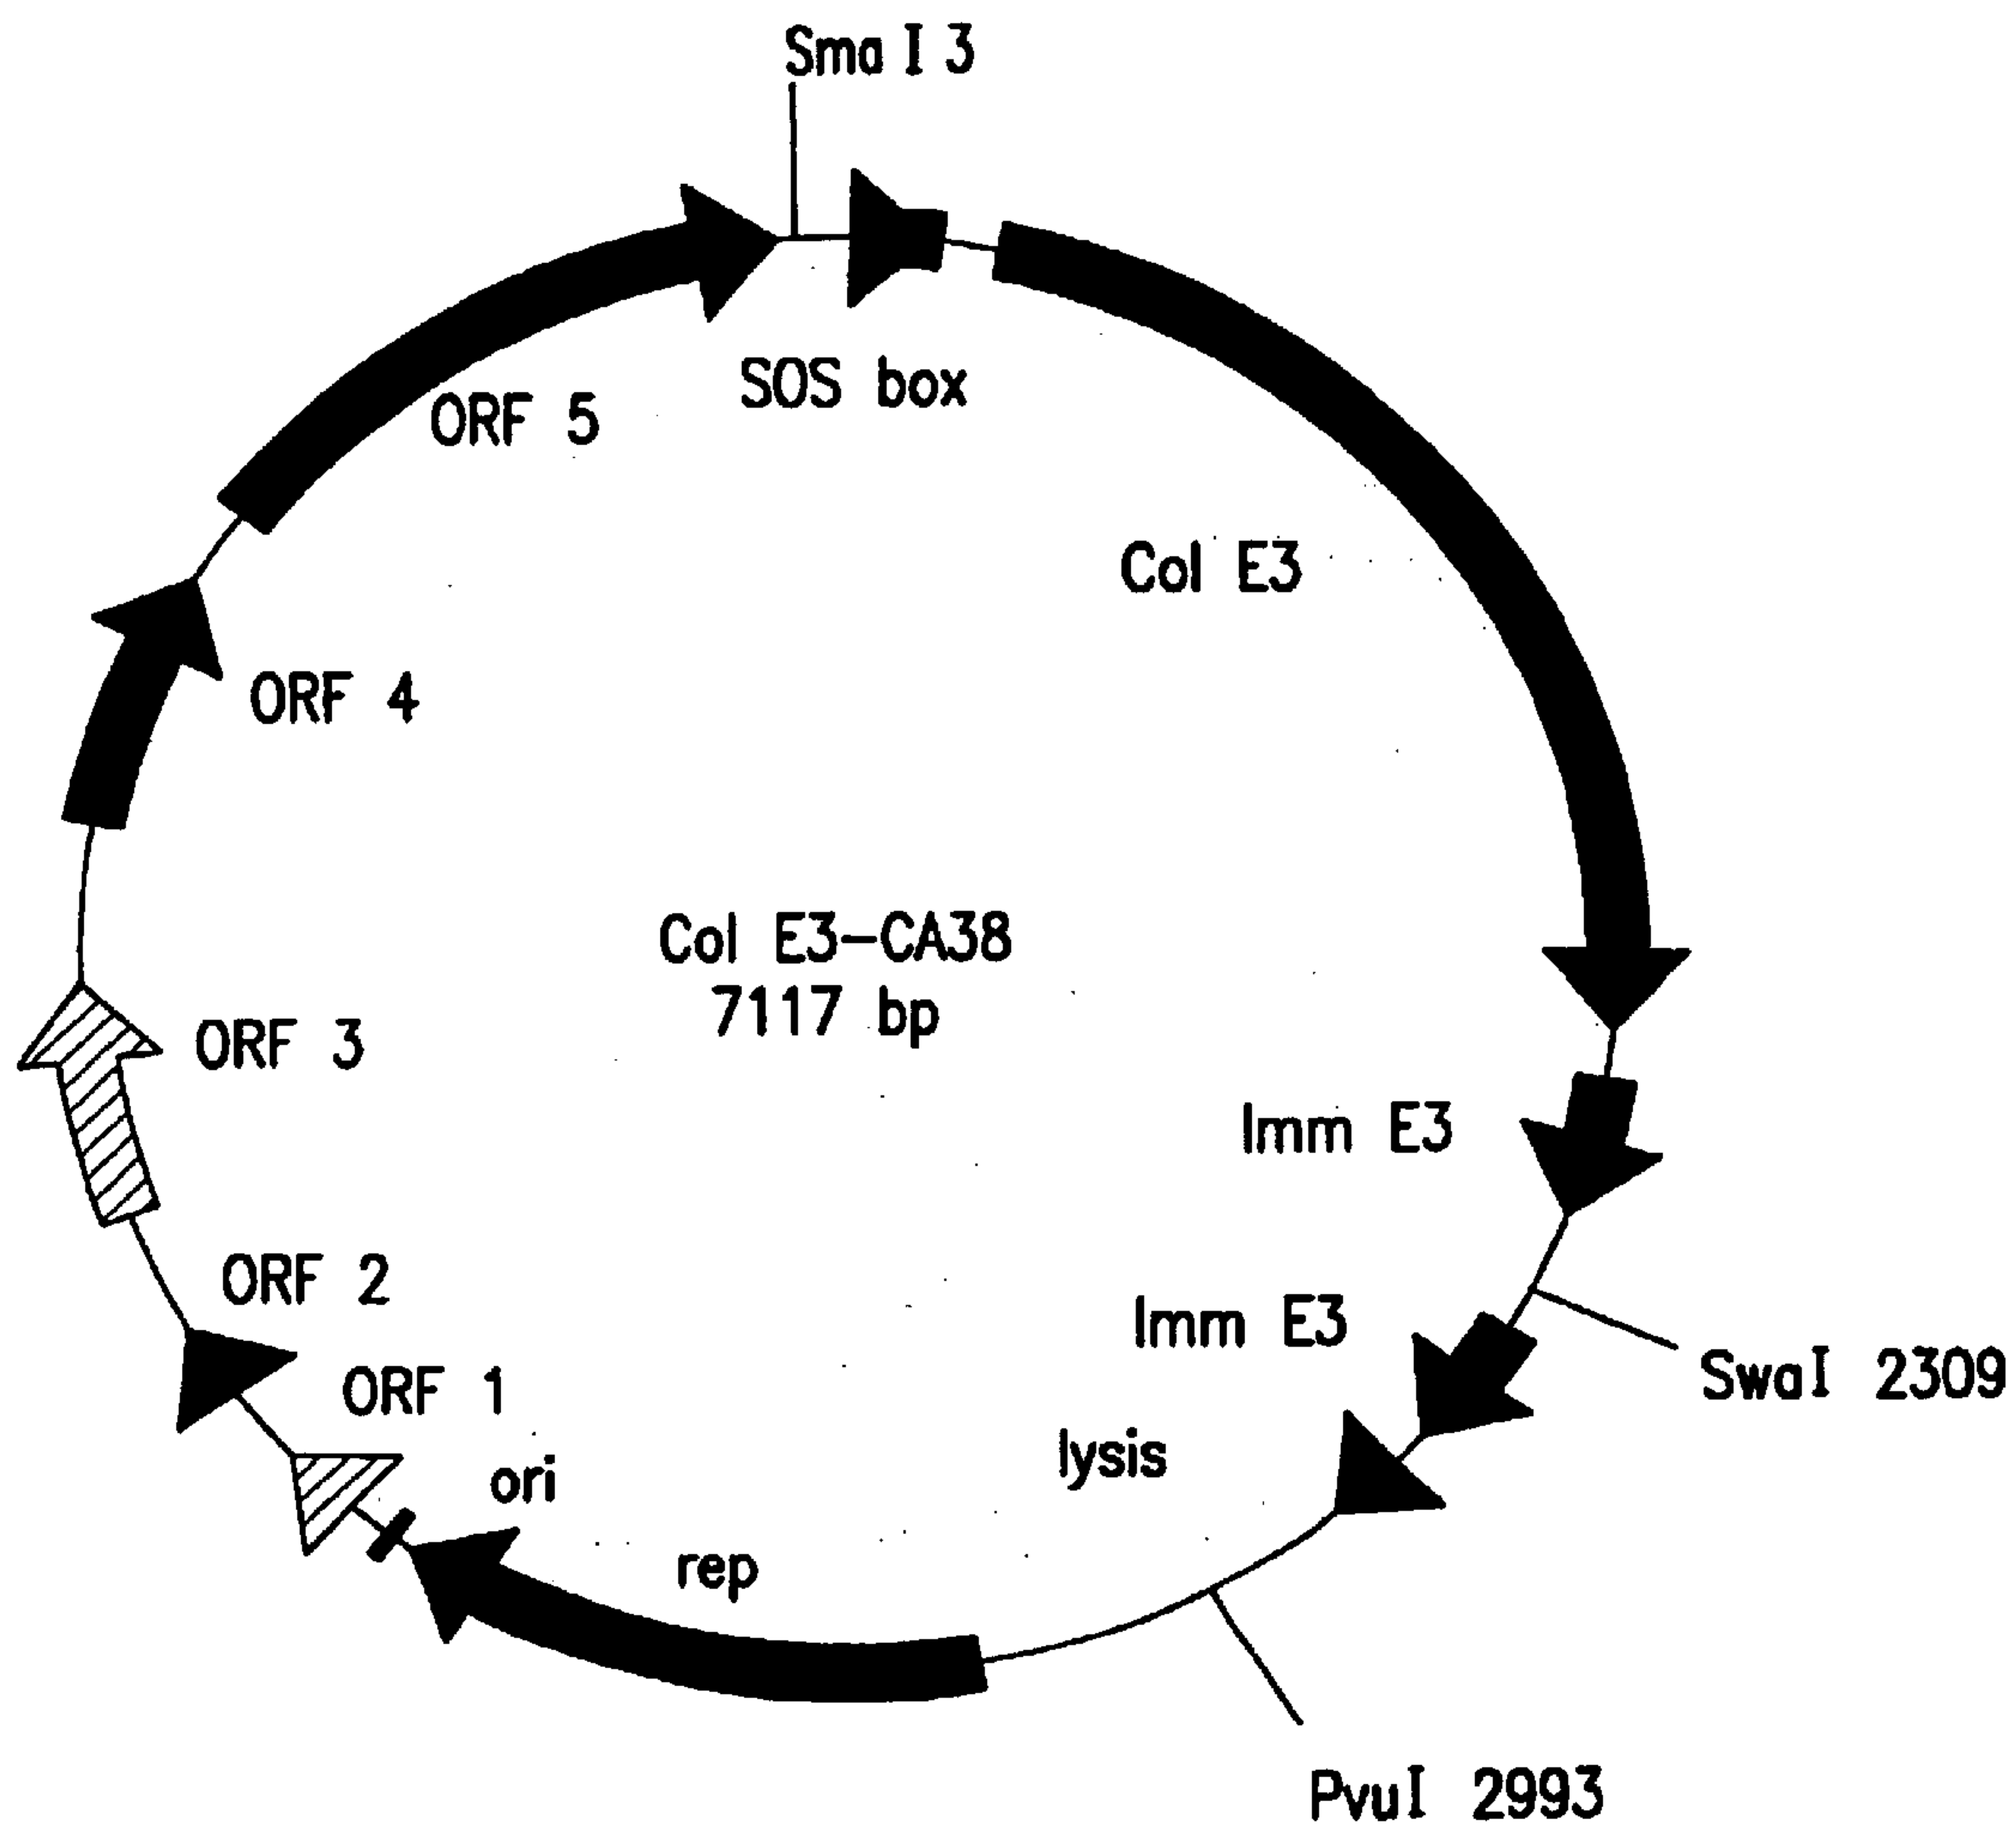 Sma I 3
SOS box
ORF 5
Col E3
ORF 4
Col E3-CA38
7117 bp
ORF 3
Imm E3
ORF 2
Imm E3
SwaI 2309
ORF 1
lysis
ori
rep
PvuI 2993